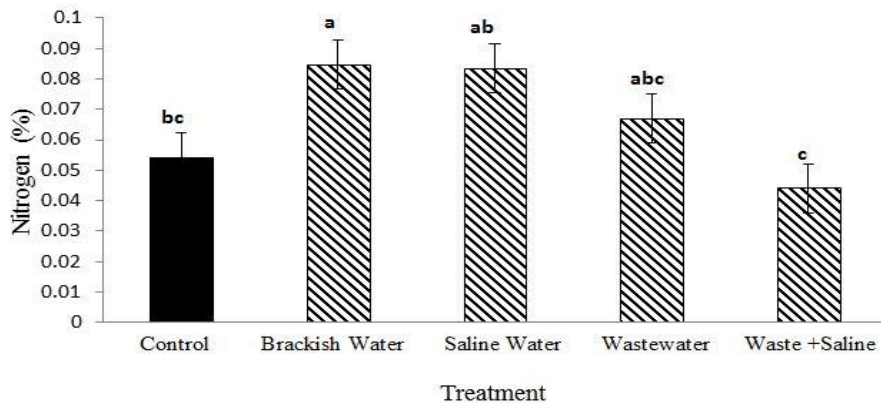 0.1
0.09
0.08
0.07
0.06
0.05
0.04
0.03
0.02
0.01
0
Nitrogen (%)
bc
a
ab
abc
c
Control
Brackish Water
Saline Water
Wastewater
Waste +Saline
Treatment